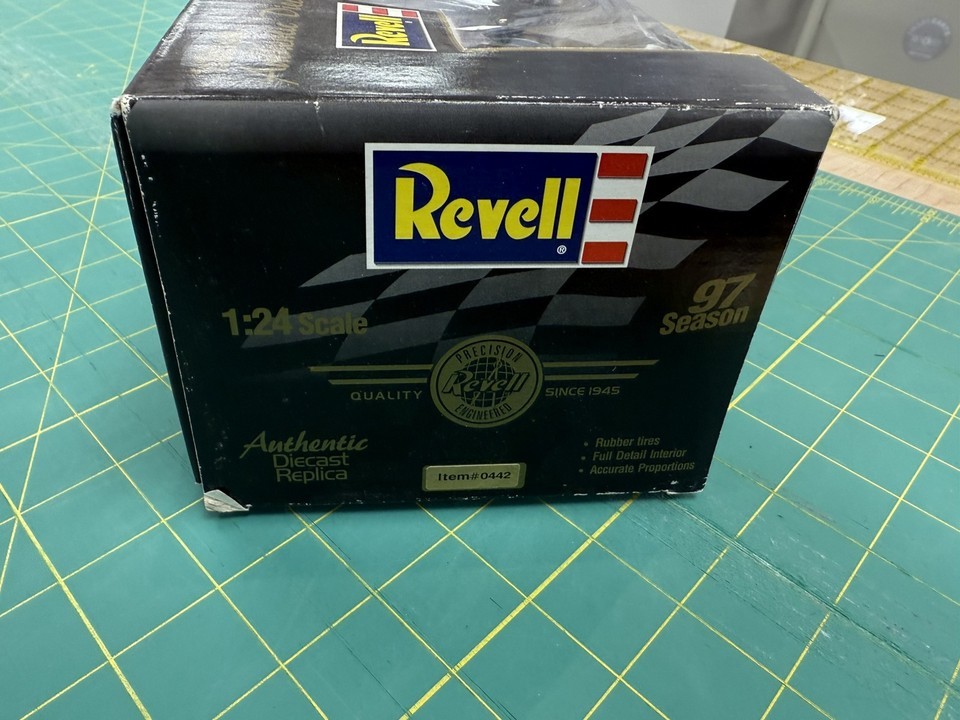 Revell
Revell®
1:24 Scale
97
Season
PRECISION
Revell
ENGINEERED
QUALITY
SINCE 1945
Authentic
Diecast
Replica
• Rubber tires
• Full Detail Interior
• Accurate Proportions
Item#0442